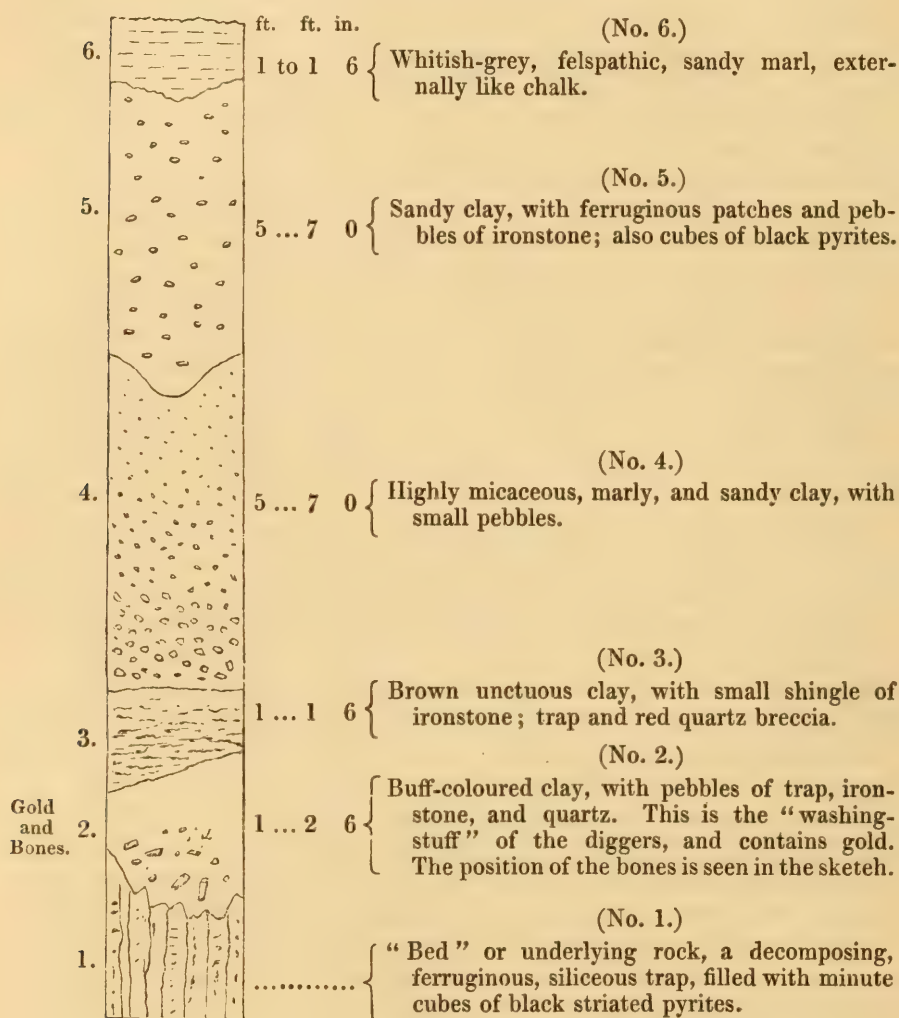 ft. ft. in.
(No. 6.)
6.
1 to 1 6 { Whitish-grey, felspathic, sandy marl, exter-
nally like chalk.
(No. 5.)
5.
5 ... 7 0 { Sandy clay, with ferruginous patches and peb-
bles of ironstone; also cubes of black pyrites.
(No. 4.)
4.
5 ... 7 0 { Highly micaceous, marly, and sandy clay, with
small pebbles.
(No. 3.)
3.
1 ... 1 6 { Brown unctuous clay, with small shingle of
ironstone; trap and red quartz breccia.
(No. 2.)
Gold
and
Bones.
2.
1 ... 2 6 { Buff-coloured clay, with pebbles of trap, iron-
stone, and quartz. This is the "washing-
stuff" of the diggers, and contains gold.
The position of the bones is seen in the sketeh.
(No. 1.)
1.
............ { "Bed" or underlying rock, a decomposing,
ferruginous, siliceous trap, filled with minute
cubes of black striated pyrites.